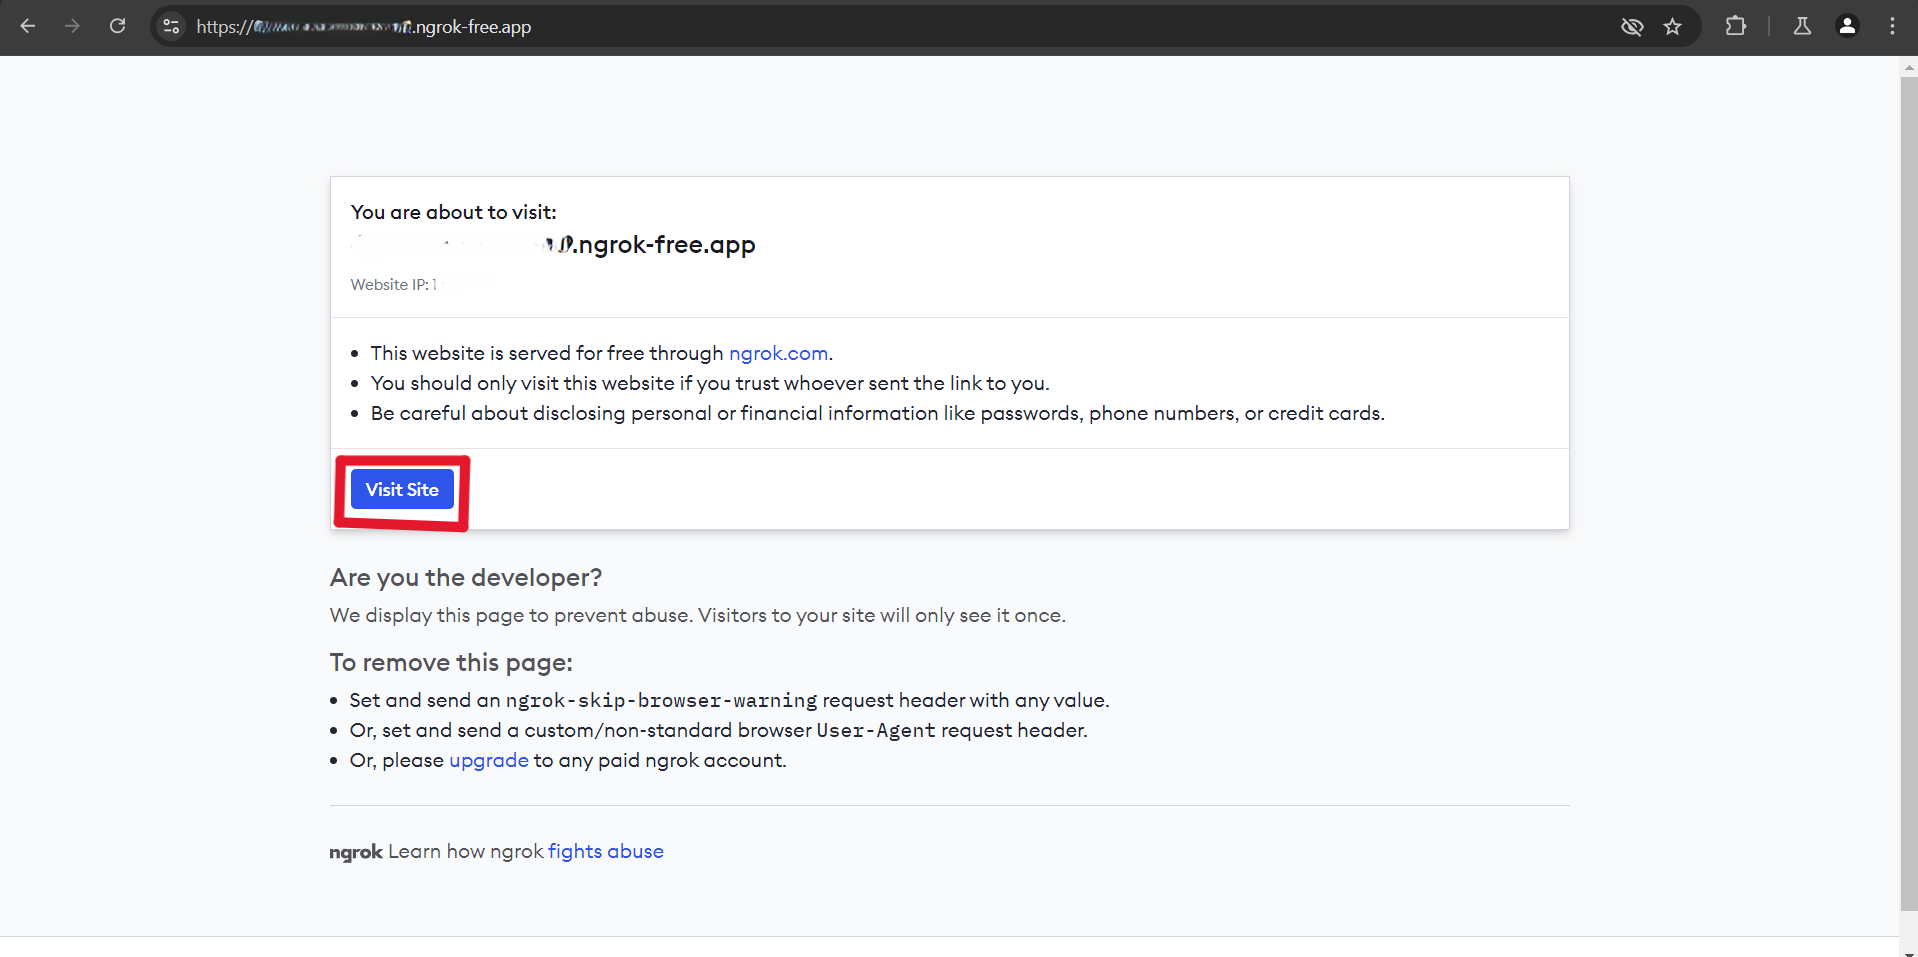 https://.ngrok-free.app
You are about to visit:
.ngrok-free.app
Website IP:
This website is served for free through ngrok.com.
You should only visit this website if you trust whoever sent the link to you.
Be careful about disclosing personal or financial information like passwords, phone numbers, or credit cards.
Visit Site
Are you the developer?
We display this page to prevent abuse. Visitors to your site will only see it once.
To remove this page:
Set and send an ngrok-skip-browser-warning request header with any value.
Or, set and send a custom/non-standard browser User-Agent request header.
Or, please upgrade to any paid ngrok account.
ngrok Learn how ngrok fights abuse